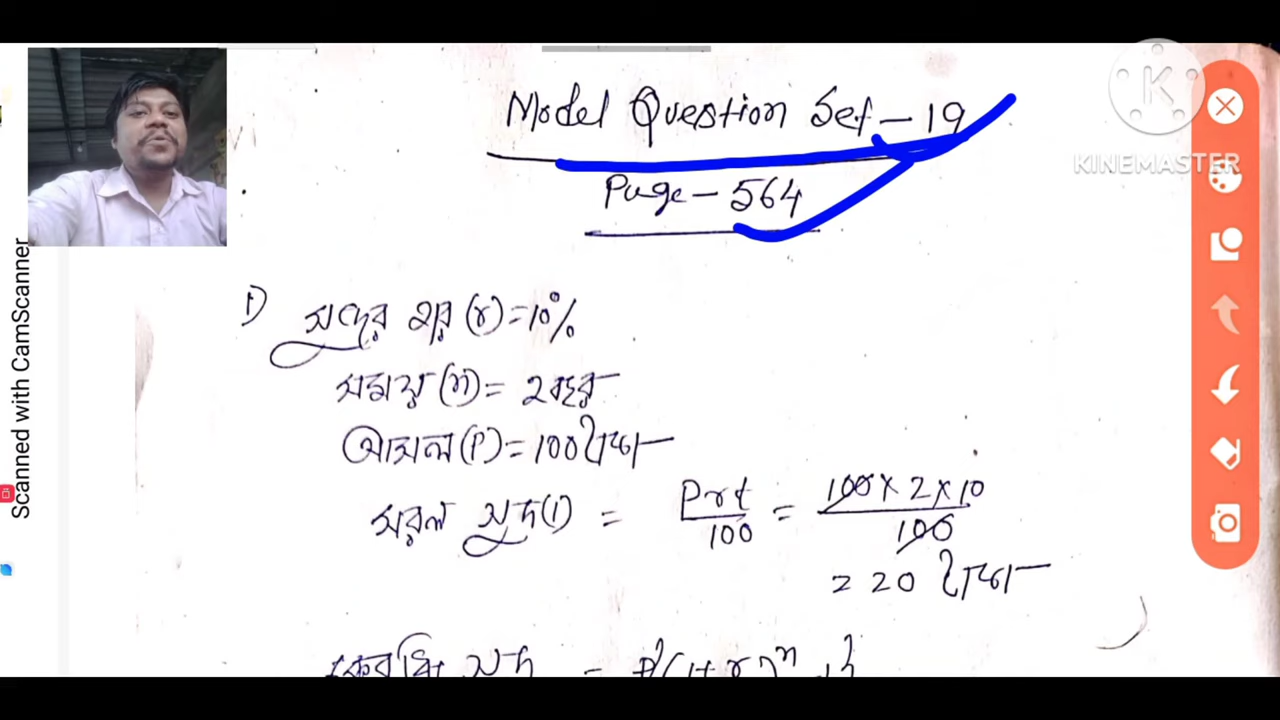 Model Question Set - 19
Page - 564
KINEMASTER
Scanned with CamScanner
1) সুদের হার (r) = 10%
সময় (n) = ২ বছর
আসল (P) = 100 টাকা
সরল সুদ (I) = Prt/100 = 100 x 2 x 10/100
= 20 টাকা
সুদ =